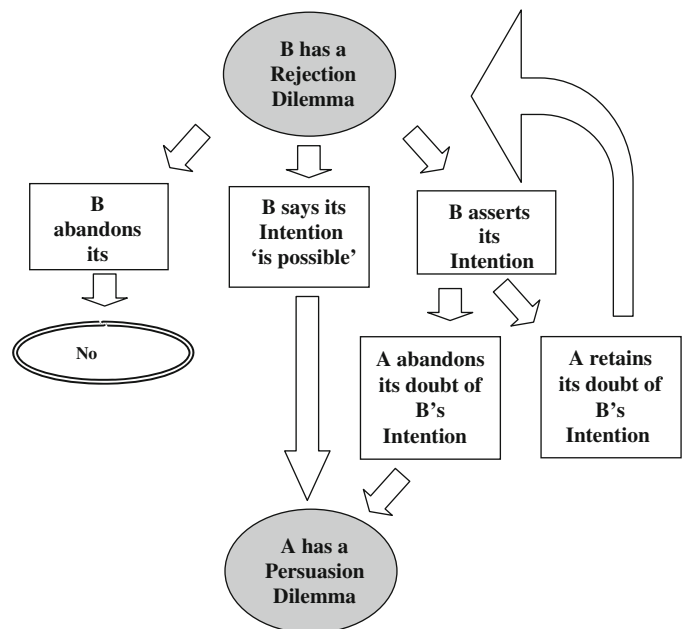 B has a
Rejection
Dilemma
B
abandons
its
B says its
Intention
‘is possible’
B asserts
its
Intention
No
A abandons
its doubt of
B’s
Intention
A retains
its doubt of
B’s
Intention
A has a
Persuasion
Dilemma